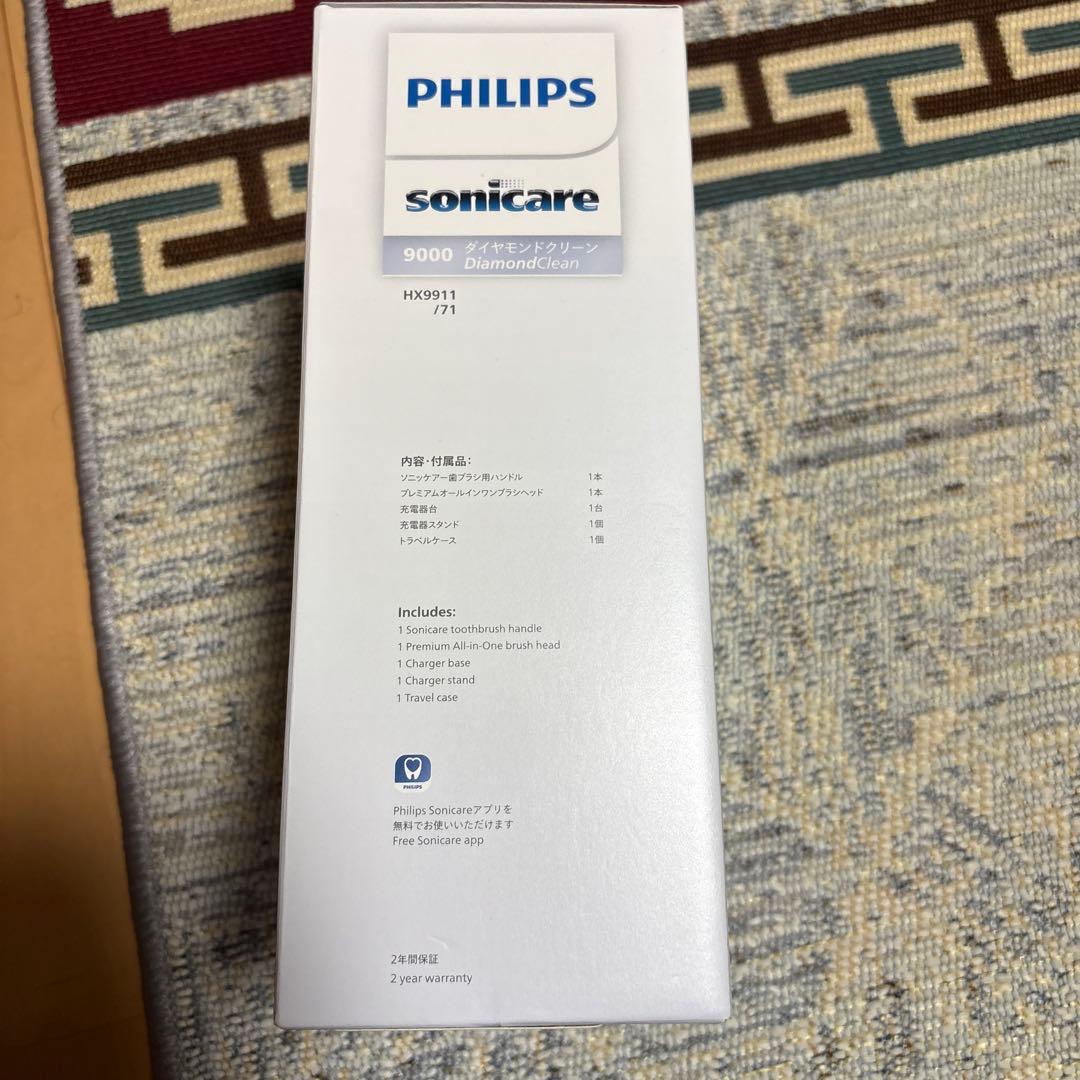 PHILIPS
sonicare
9000 ダイヤモンドクリーン
DiamondClean
HX9911
/71
内容・付属品：
ソニッケアー歯ブラシ用ハンドル 1本
プレミアムオールインワンブラシヘッド 1本
充電器台 1台
充電器スタンド 1個
トラベルケース 1個
Includes:
1 Sonicare toothbrush handle
1 Premium All-in-One brush head
1 Charger base
1 Charger stand
1 Travel case
PHILIPS
Philips Sonicareアプリを
無料でお使いいただけます
Free Sonicare app
2年間保証
2 year warranty